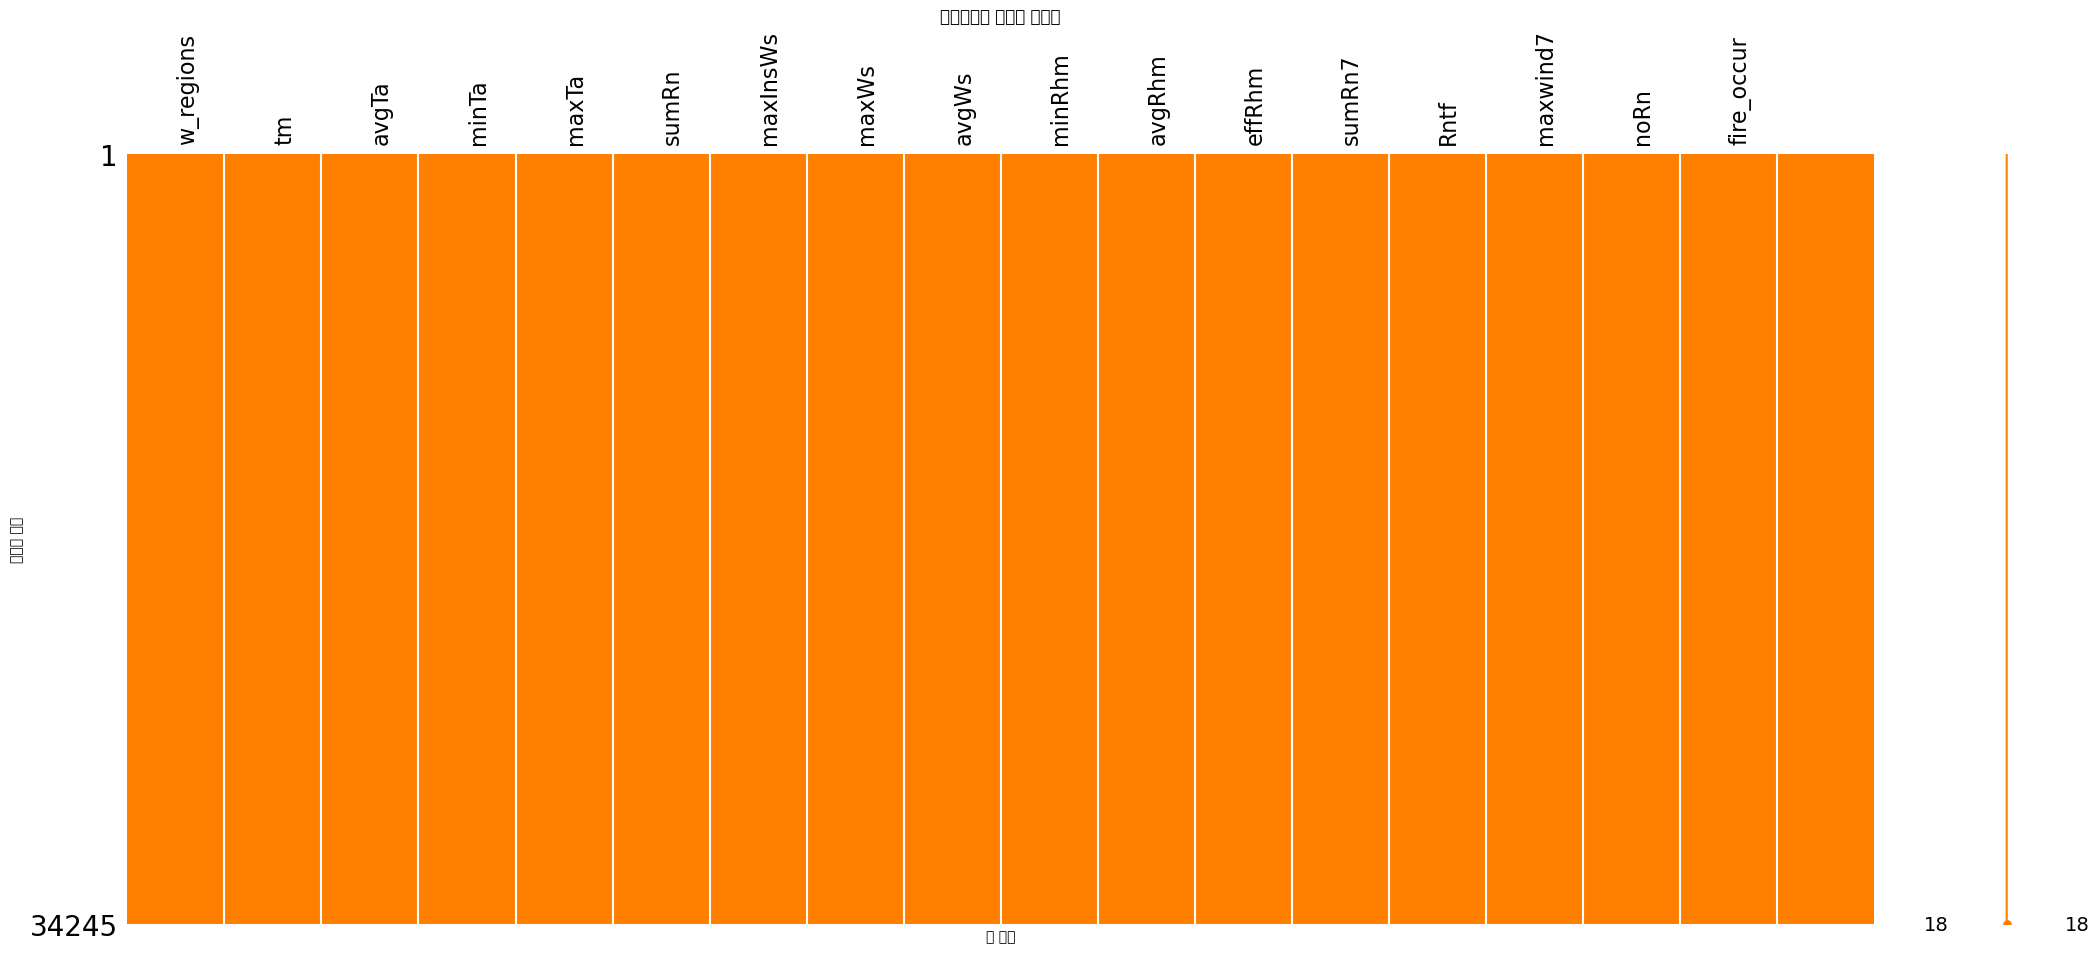 w_regions
tm
avgTa
minTa
maxTa
sumRn
maxInsWs
maxWs
avgWs
minRhm
avgRhm
effRhm
sumRn7
Rntf
maxwind7
noRn
fire_occur
1
34245
18
18